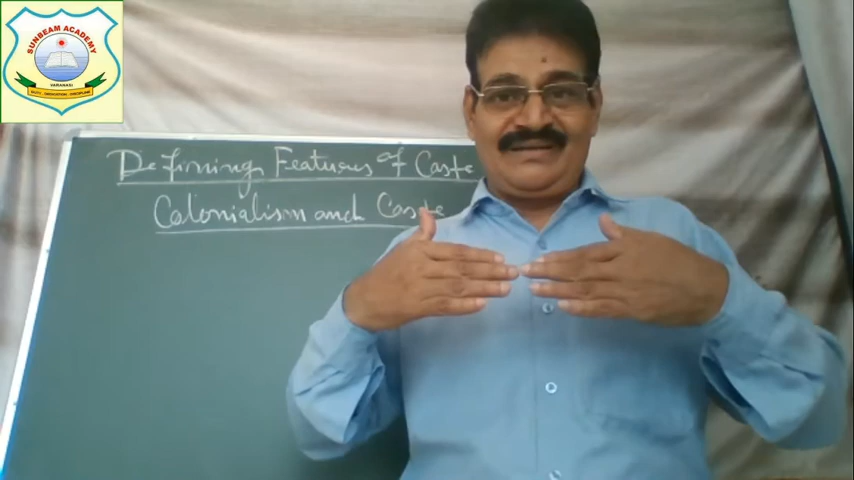 SUNBEAM ACADEMY
VARANASI
Defining Features of Caste
Colonialism and Caste